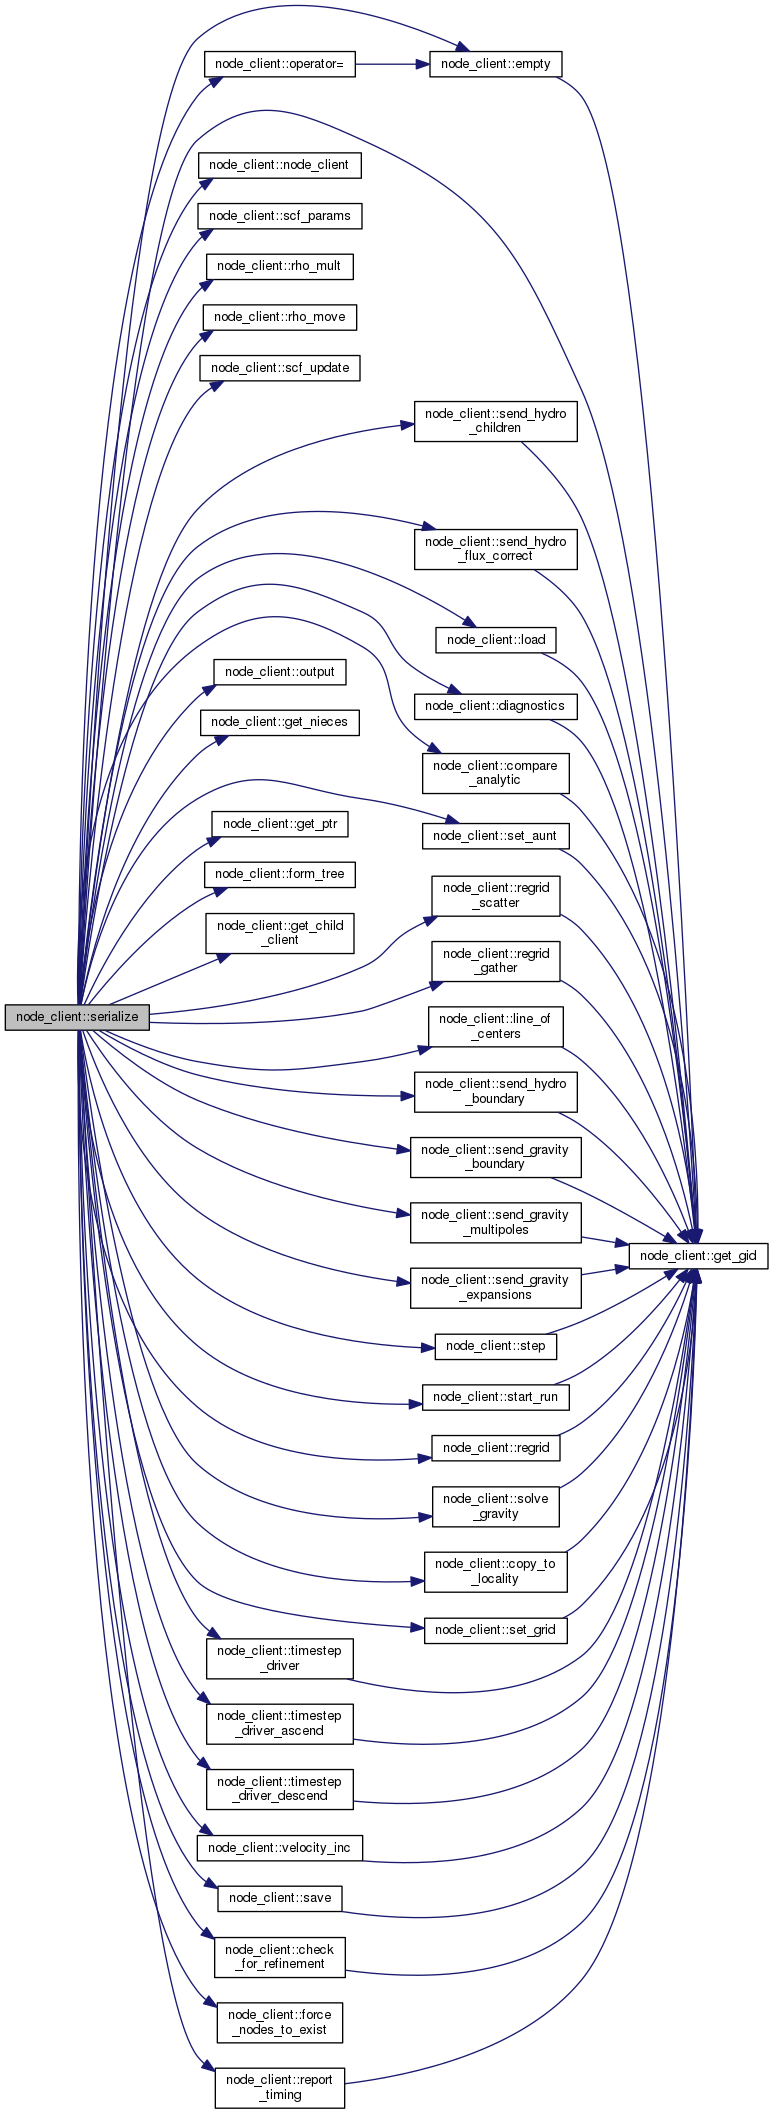 node_client::operator=
node_client::empty
node_client::node_client
node_client::scf_params
node_client::rho_mult
node_client::rho_move
node_client::scf_update
node_client::send_hydro
_children
node_client::send_hydro
_flux_correct
node_client::load
node_client::output
node_client::diagnostics
node_client::get_nieces
node_client::compare
_analytic
node_client::get_ptr
node_client::set_aunt
node_client::form_tree
node_client::regrid
_scatter
node_client::get_child
_client
node_client::regrid
_gather
node_client::serialize
node_client::line_of
_centers
node_client::send_hydro
_boundary
node_client::send_gravity
_boundary
node_client::send_gravity
_multipoles
node_client::get_gid
node_client::send_gravity
_expansions
node_client::step
node_client::start_run
node_client::regrid
node_client::solve
_gravity
node_client::copy_to
_locality
node_client::set_grid
node_client::timestep
_driver
node_client::timestep
_driver_ascend
node_client::timestep
_driver_descend
node_client::velocity_inc
node_client::save
node_client::check
_for_refinement
node_client::force
_nodes_to_exist
node_client::report
_timing